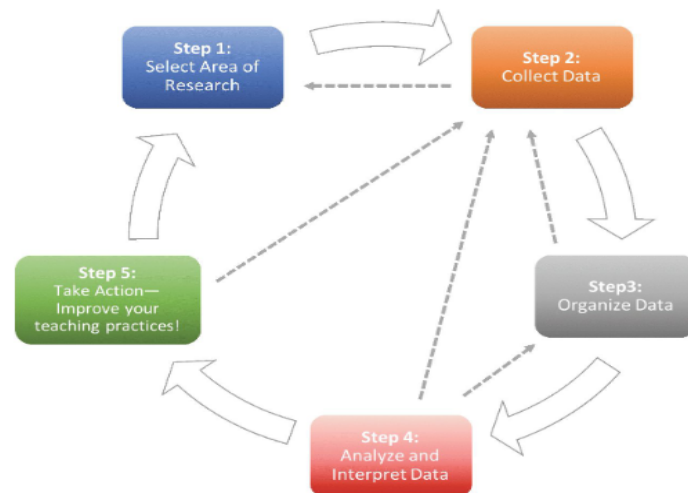 Step 1:
Select Area of
Research
Step 2:
Collect Data
Step3:
Organize Data
Step 4:
Analyze and
Interpret Data
Step 5:
Take Action—
Improve your
teaching practices!